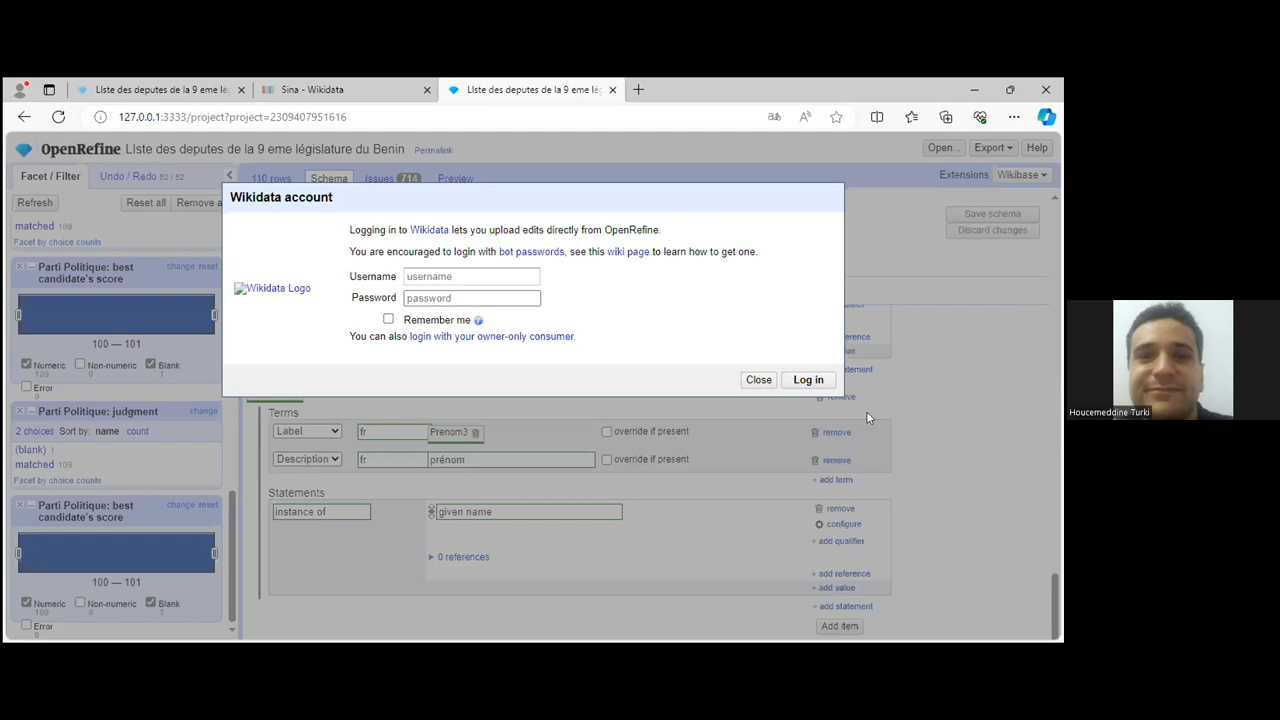 LIste des deputes de la 9 eme lé
Sina - Wikidata
LIste des deputes de la 9 eme lé
127.0.0.1:3333/project?project=2309407951616
OpenRefine LIste des deputes de la 9 eme législature du Benin Permalink
Open... Export Help
Facet / Filter Undo / Redo 52 / 52
110 rows Schema Issues 714 Preview
Extensions Wikibase
Refresh Reset all Remove a
Save schema
Discard changes
matched 109
Facet by choice counts
Parti Politique: best candidate's score
change reset
100 — 101
Numeric 109
Non-numeric 0
Blank 1
Error 0
Parti Politique: judgment
change
2 choices Sort by: name count
(blank) 1
matched 109
Facet by choice counts
Parti Politique: best candidate's score
change reset
100 — 101
Numeric 109
Non-numeric 0
Blank 1
Error 0
Wikidata account
Wikidata Logo
Logging in to Wikidata lets you upload edits directly from OpenRefine.
You are encouraged to login with bot passwords, see this wiki page to learn how to get one.
Username username
Password password
Remember me
You can also login with your owner-only consumer.
Close Log in
remove
Terms
Label fr Prenom3 override if present remove
Description fr prénom override if present remove
+ add term
Statements
instance of given name
remove
configure
+ add qualifier
0 references
+ add reference
+ add value
+ add statement
Add item
Houcemeddine Turki